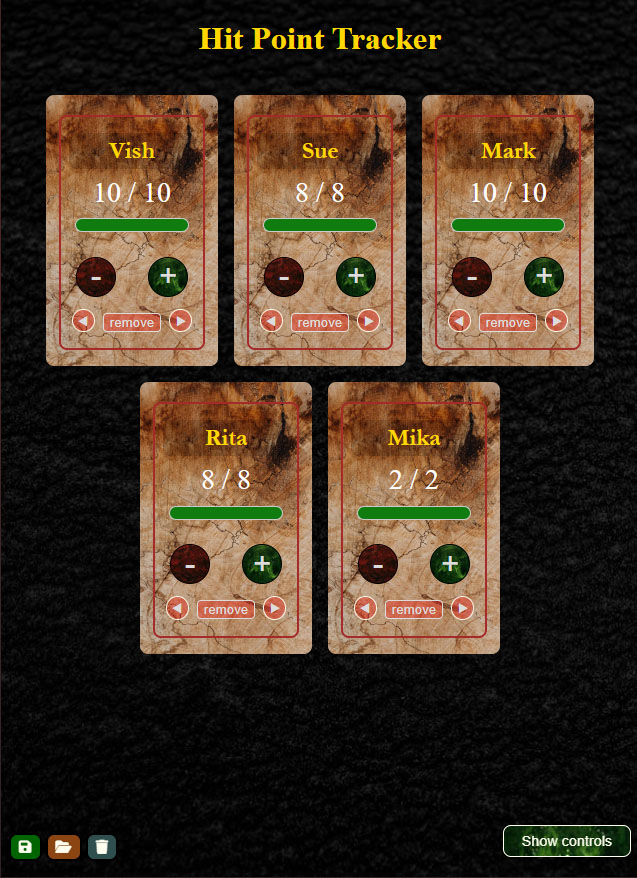 Hit Point Tracker
Vish
10 / 10
-
+
remove
Sue
8 / 8
-
+
remove
Mark
10 / 10
-
+
remove
Rita
8 / 8
-
+
remove
Mika
2 / 2
-
+
remove
Show controls